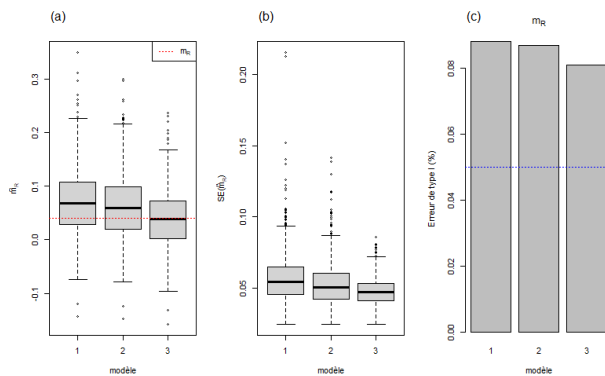 (a)
(b)
(c)
m_R
m_R
0.3
0.2
0.1
0.0
-0.1
m̂_R
1 2 3
modèle
0.20
0.15
0.10
0.05
SE(m̂_R)
1 2 3
modèle
0.08
0.06
0.04
0.02
0.00
Erreur de type I (%)
1 2 3
modèle